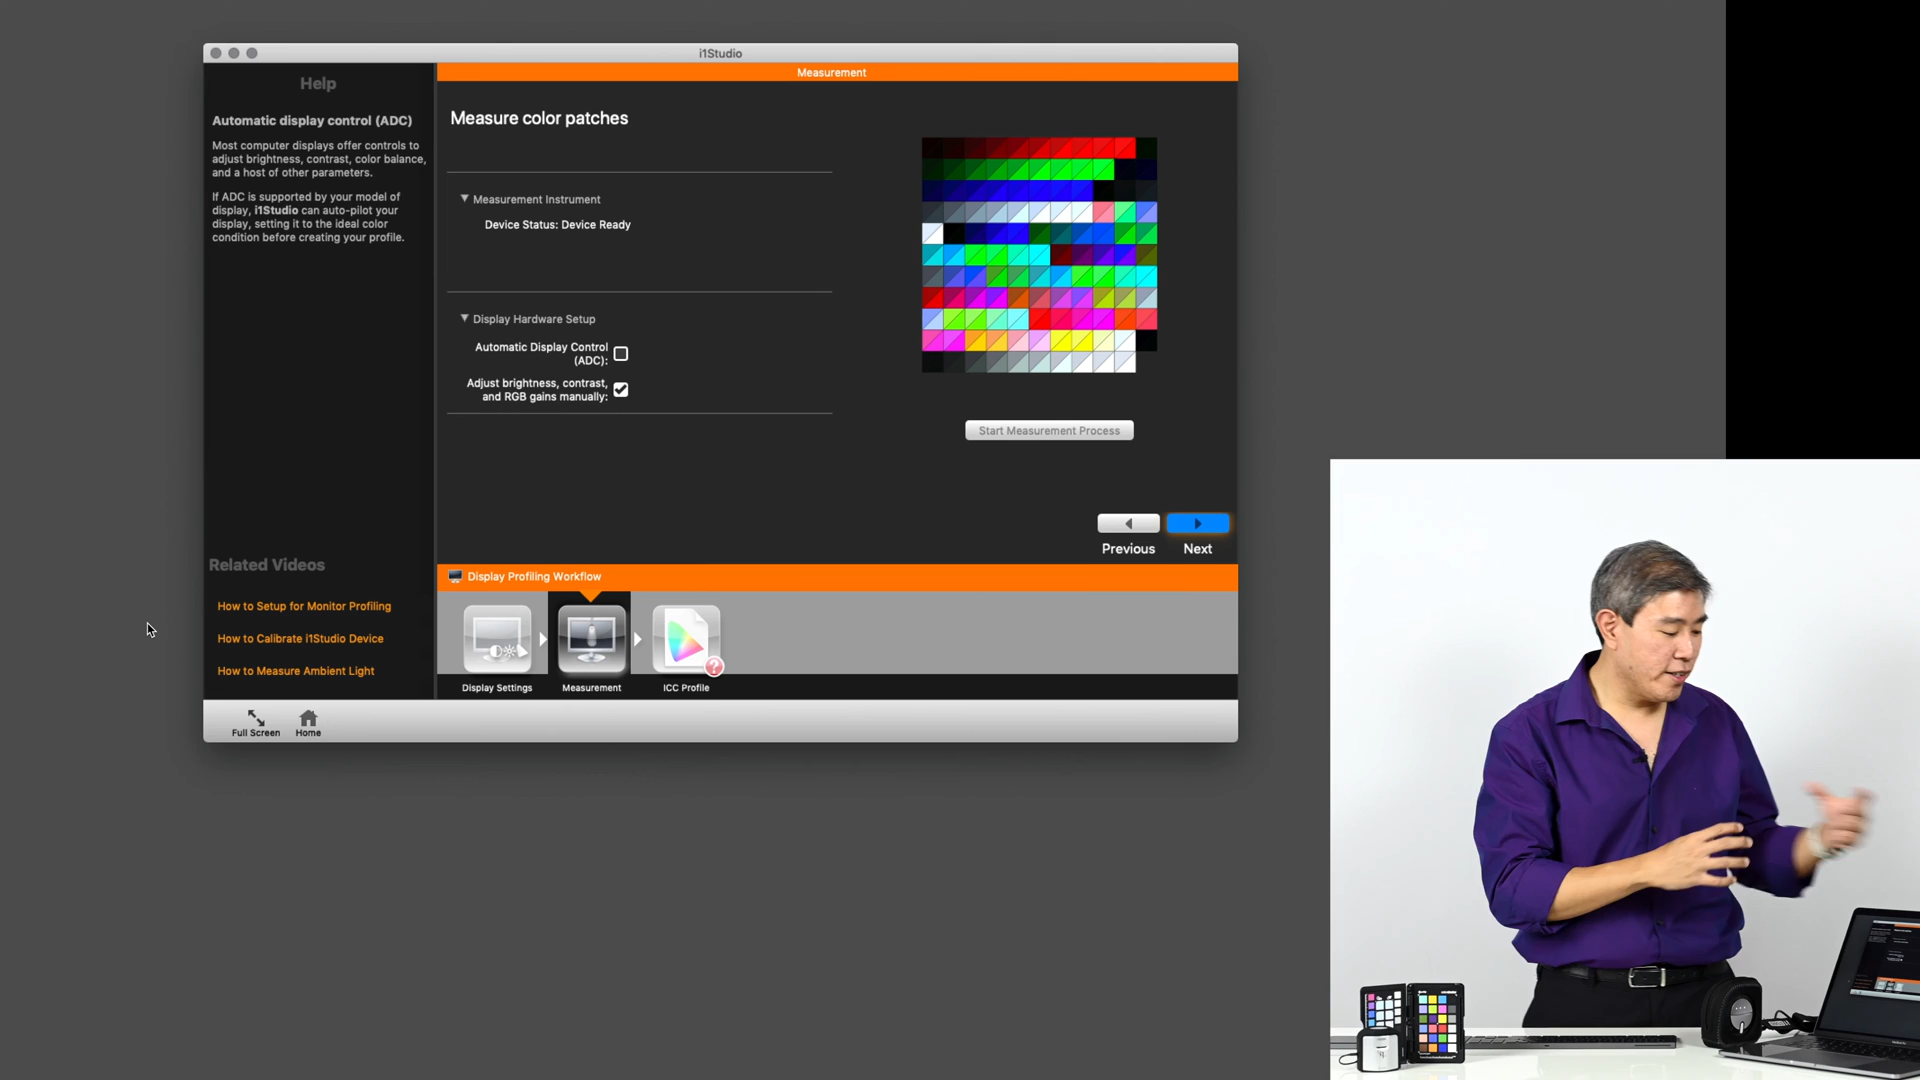 i1Studio
Help
Automatic display control (ADC)
Most computer displays offer controls to
adjust brightness, contrast, color balance,
and a host of other parameters.
If ADC is supported by your model of
display, i1Studio can auto-pilot your
display, setting it to the ideal color
condition before creating your profile.
Related Videos
How to Setup for Monitor Profiling
How to Calibrate i1Studio Device
How to Measure Ambient Light
Measurement
Measure color patches
Measurement Instrument
Device Status: Device Ready
Display Hardware Setup
Automatic Display Control
(ADC):
Adjust brightness, contrast,
and RGB gains manually:
Start Measurement Process
Previous
Next
Display Profiling Workflow
?
Display Settings
Measurement
ICC Profile
Full Screen
Home